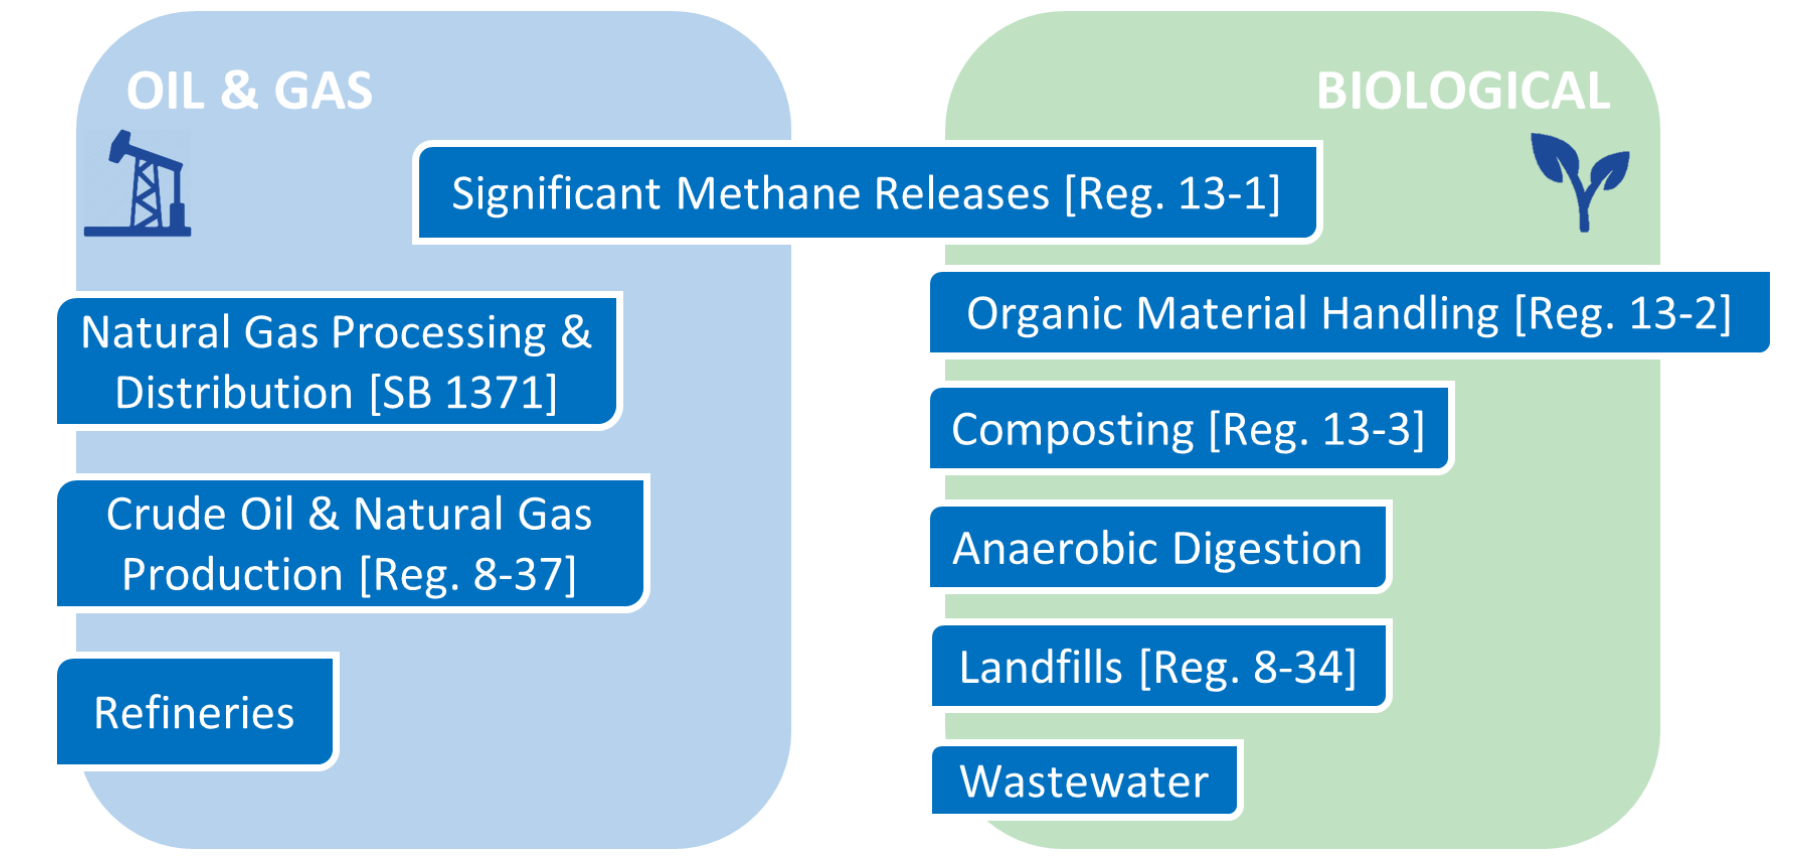 OIL & GAS
BIOLOGICAL
Significant Methane Releases [Reg. 13-1]
Natural Gas Processing &
Distribution [SB 1371]
Crude Oil & Natural Gas
Production [Reg. 8-37]
Refineries
Organic Material Handling [Reg. 13-2]
Composting [Reg. 13-3]
Anaerobic Digestion
Landfills [Reg. 8-34]
Wastewater